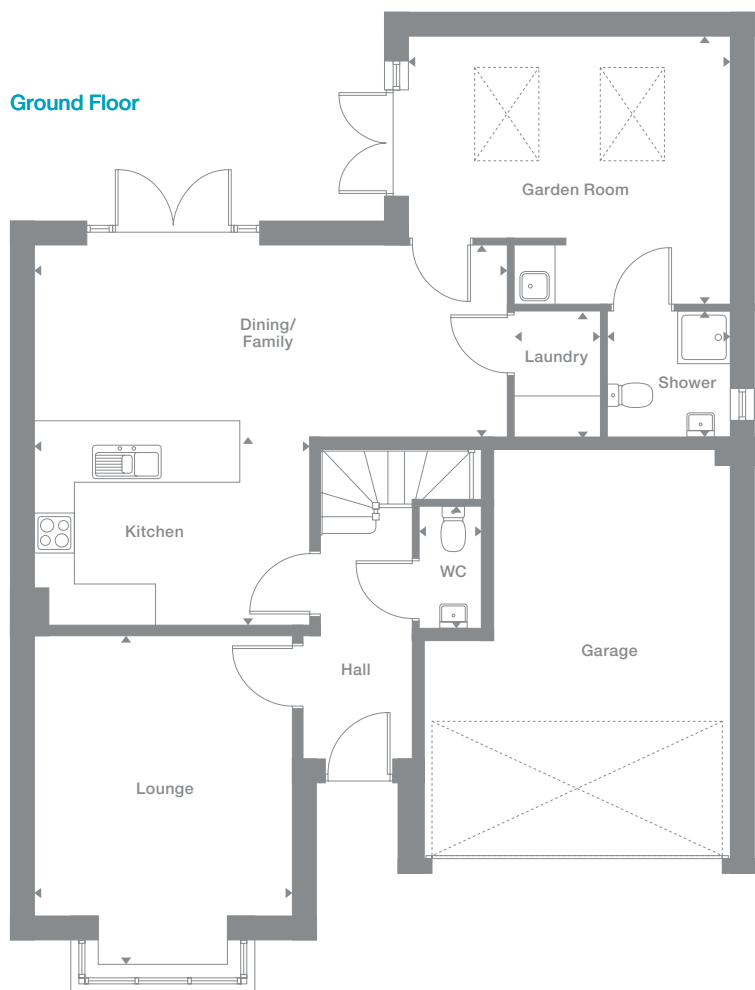 Ground Floor
Garden Room
Dining/
Family
Laundry
Shower
Kitchen
WC
Hall
Garage
Lounge